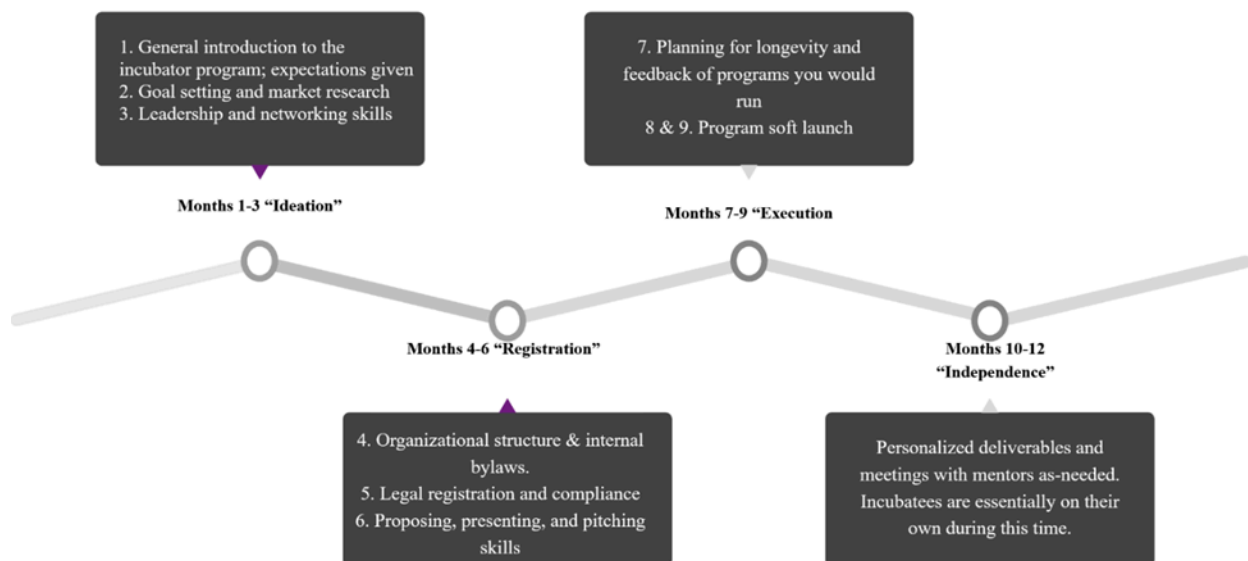 1. General introduction to the
incubator program; expectations given
2. Goal setting and market research
3. Leadership and networking skills
Months 1-3 “Ideation”
4. Organizational structure & internal
bylaws.
5. Legal registration and compliance
6. Proposing, presenting, and pitching
skills
Months 4-6 “Registration”
7. Planning for longevity and
feedback of programs you would
run
8 & 9. Program soft launch
Months 7-9 “Execution
Months 10-12
“Independence”
Personalized deliverables and
meetings with mentors as-needed.
Incubatees are essentially on their
own during this time.